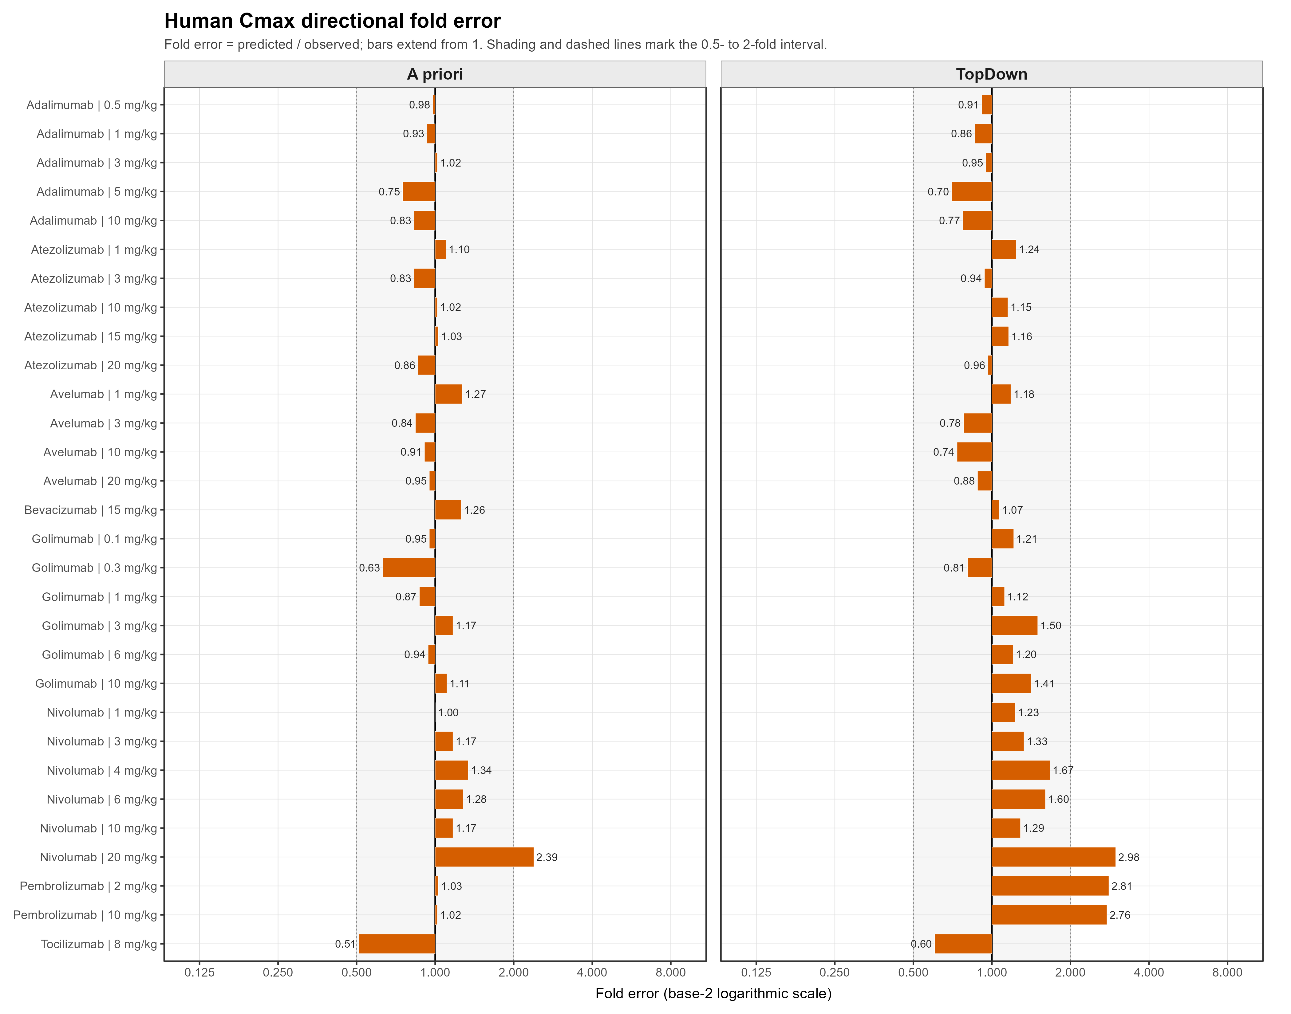 Human Cmax directional fold error
Fold error = predicted / observed; bars extend from 1. Shading and dashed lines mark the 0.5- to 2-fold interval.
A priori TopDown
Adalimumab | 0.5 mg/kg 0.98 0.91
Adalimumab | 1 mg/kg 0.93 0.86
Adalimumab | 3 mg/kg 1.02 0.95
Adalimumab | 5 mg/kg 0.75 0.70
Adalimumab | 10 mg/kg 0.83 0.77
Atezolizumab | 1 mg/kg 1.10 1.24
Atezolizumab | 3 mg/kg 0.83 0.94
Atezolizumab | 10 mg/kg 1.02 1.15
Atezolizumab | 15 mg/kg 1.03 1.16
Atezolizumab | 20 mg/kg 0.86 0.96
Avelumab | 1 mg/kg 1.27 1.18
Avelumab | 3 mg/kg 0.84 0.78
Avelumab | 10 mg/kg 0.91 0.74
Avelumab | 20 mg/kg 0.95 0.88
Bevacizumab | 15 mg/kg 1.26 1.07
Golimumab | 0.1 mg/kg 0.95 1.21
Golimumab | 0.3 mg/kg 0.63 0.81
Golimumab | 1 mg/kg 0.87 1.12
Golimumab | 3 mg/kg 1.17 1.50
Golimumab | 6 mg/kg 0.94 1.20
Golimumab | 10 mg/kg 1.11 1.41
Nivolumab | 1 mg/kg 1.00 1.23
Nivolumab | 3 mg/kg 1.17 1.33
Nivolumab | 4 mg/kg 1.34 1.67
Nivolumab | 6 mg/kg 1.28 1.60
Nivolumab | 10 mg/kg 1.17 1.29
Nivolumab | 20 mg/kg 2.39 2.98
Pembrolizumab | 2 mg/kg 1.03 2.81
Pembrolizumab | 10 mg/kg 1.02 2.76
Tocilizumab | 8 mg/kg 0.51 0.60
0.125 0.250 0.500 1.000 2.000 4.000 8.000 0.125 0.250 0.500 1.000 2.000 4.000 8.000
Fold error (base-2 logarithmic scale)